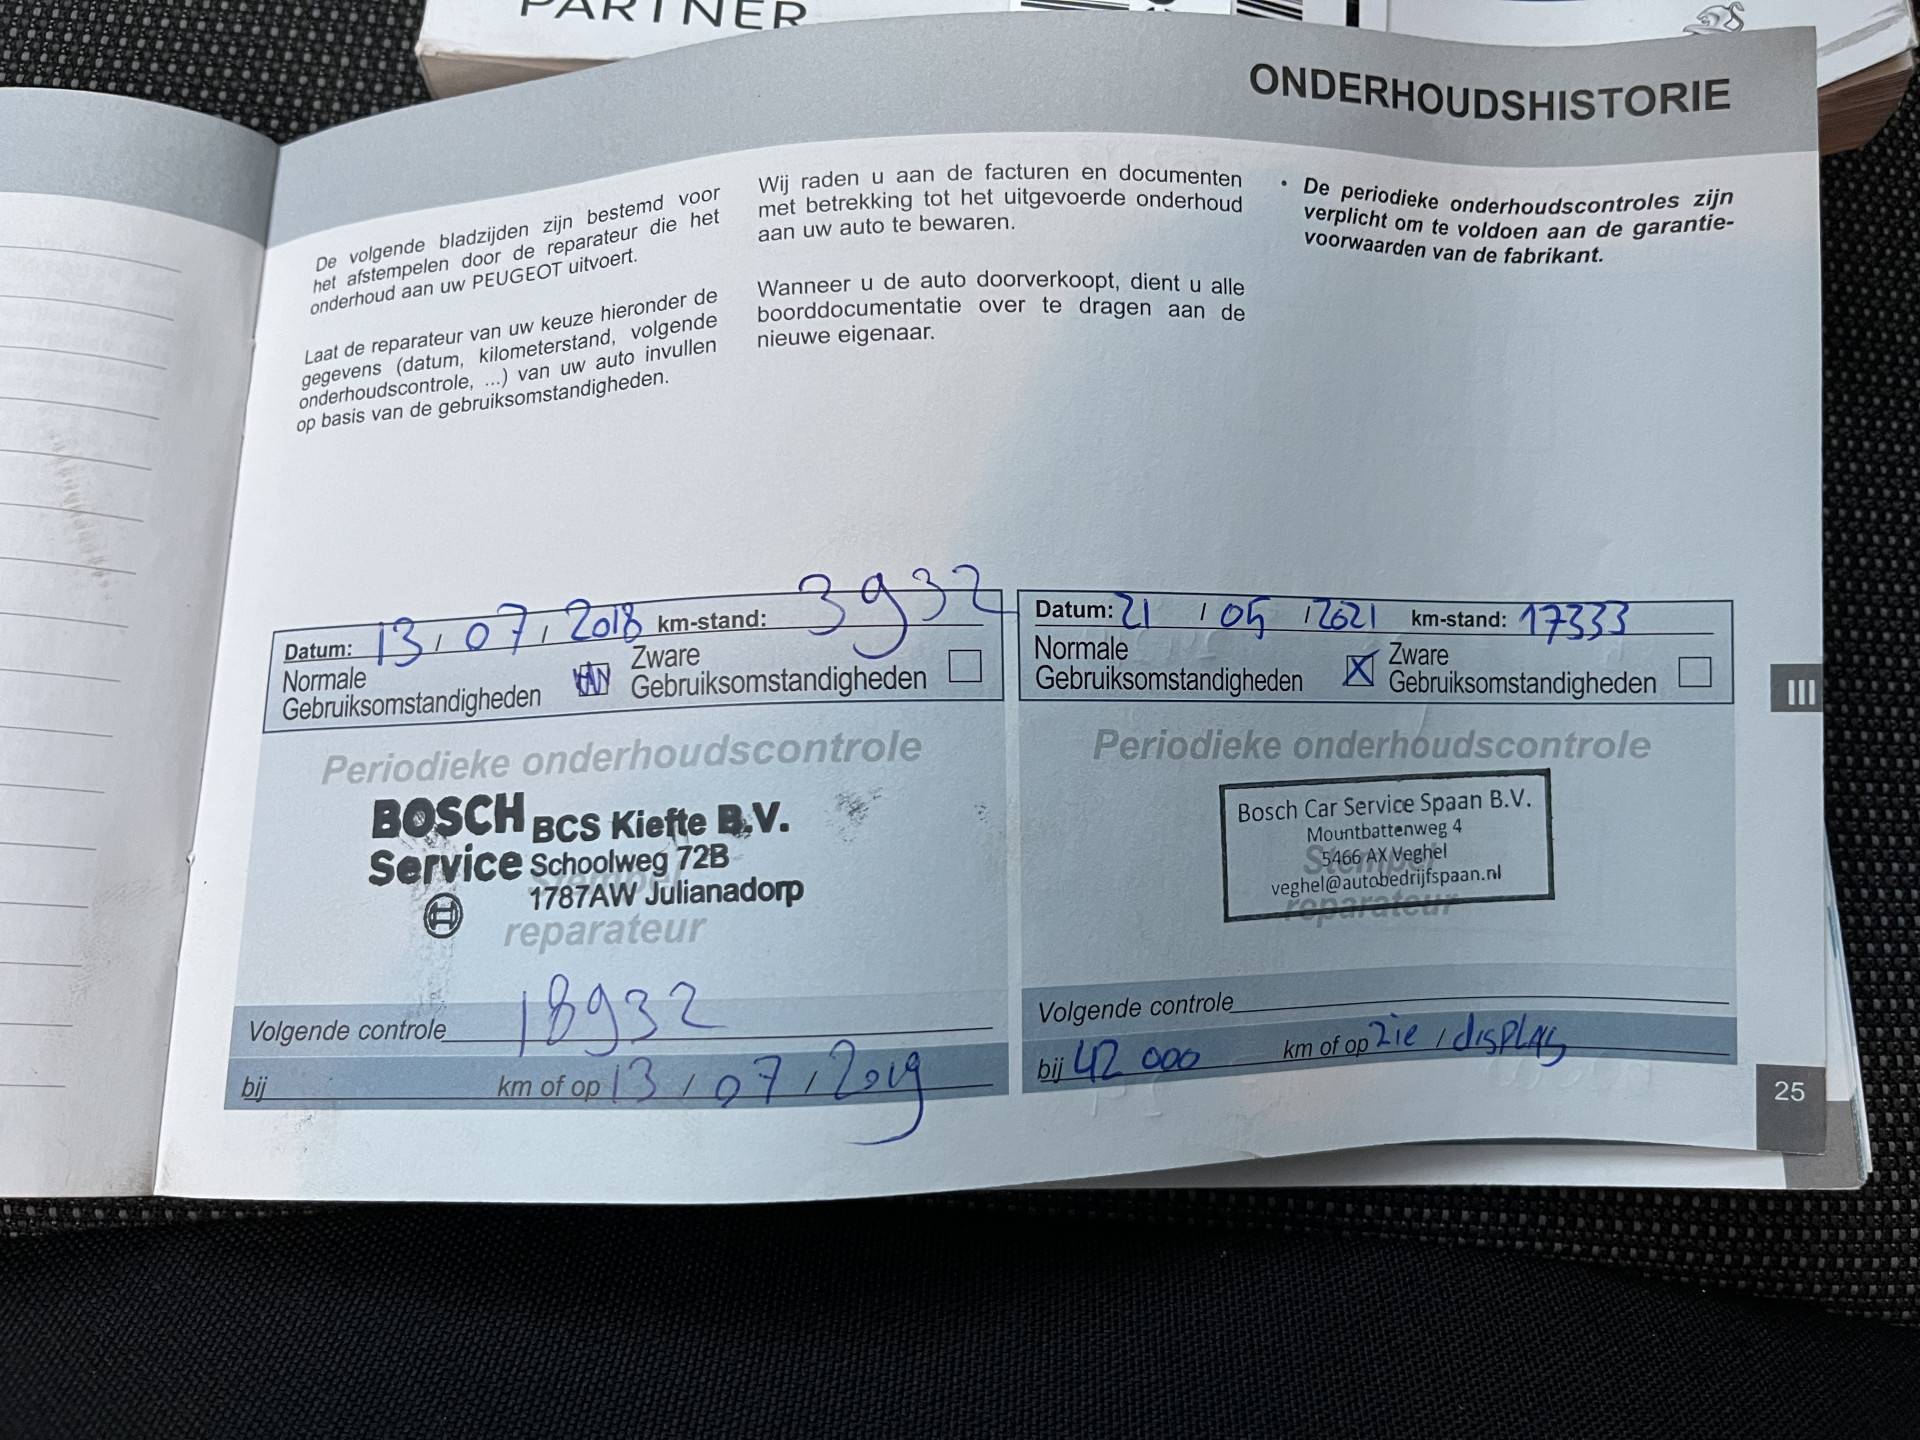 PARTNER
ONDERHOUDSHISTORIE
De volgende bladzijden zijn bestemd voor
het afstempelen door de reparateur die het
onderhoud aan uw PEUGEOT uitvoert.
Laat de reparateur van uw keuze hieronder de
gegevens (datum, kilometerstand, volgende
onderhoudscontrole, ...) van uw auto invullen
op basis van de gebruiksomstandigheden.
Wij raden u aan de facturen en documenten
met betrekking tot het uitgevoerde onderhoud
aan uw auto te bewaren.
Wanneer u de auto doorverkoopt, dient u alle
boorddocumentatie over te dragen aan de
nieuwe eigenaar.
• De periodieke onderhoudscontroles zijn
verplicht om te voldoen aan de garantie-
voorwaarden van de fabrikant.
Datum: 13 / 07 / 2018 km-stand: 3932
Normale
Gebruiksomstandigheden
Zware
Gebruiksomstandigheden
Periodieke onderhoudscontrole
BOSCH BCS Kiefte B.V.
Service Schoolweg 72B
1787AW Julianadorp
Stempel
reparateur
Volgende controle 18932
bij km of op 13 / 07 / 2019
Datum: 21 / 05 / 2021 km-stand: 17333
Normale
Gebruiksomstandigheden X
Zware
Gebruiksomstandigheden
Periodieke onderhoudscontrole
Bosch Car Service Spaan B.V.
Mountbattenweg 4
5466 AX Veghel
veghel@autobedrijfspaan.nl
Stempel
reparateur
Volgende controle
bij 42 000 km of op zie / display
III
25